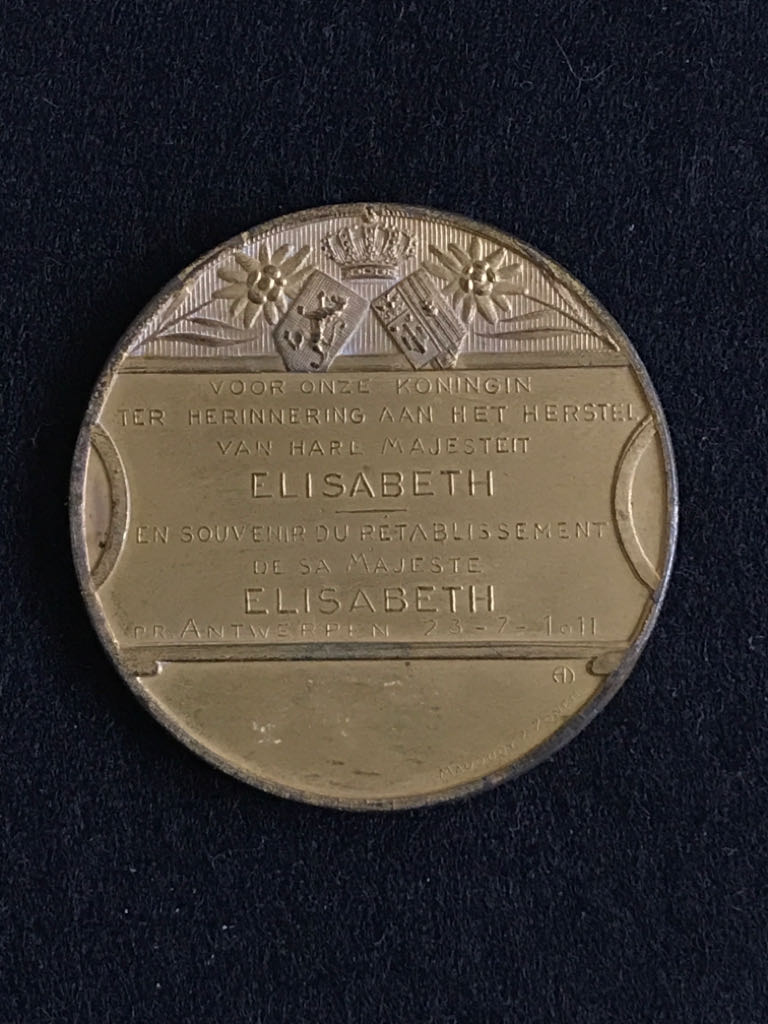 VOOR ONZE KONINGIN
TER HERINNERING AAN HET HERSTEL
VAN HARE MAJESTEIT
ELISABETH
EN SOUVENIR DU RÉTABLISSEMENT
DE SA MAJESTE
ELISABETH
PR. ANTWERPEN 23-7-1911